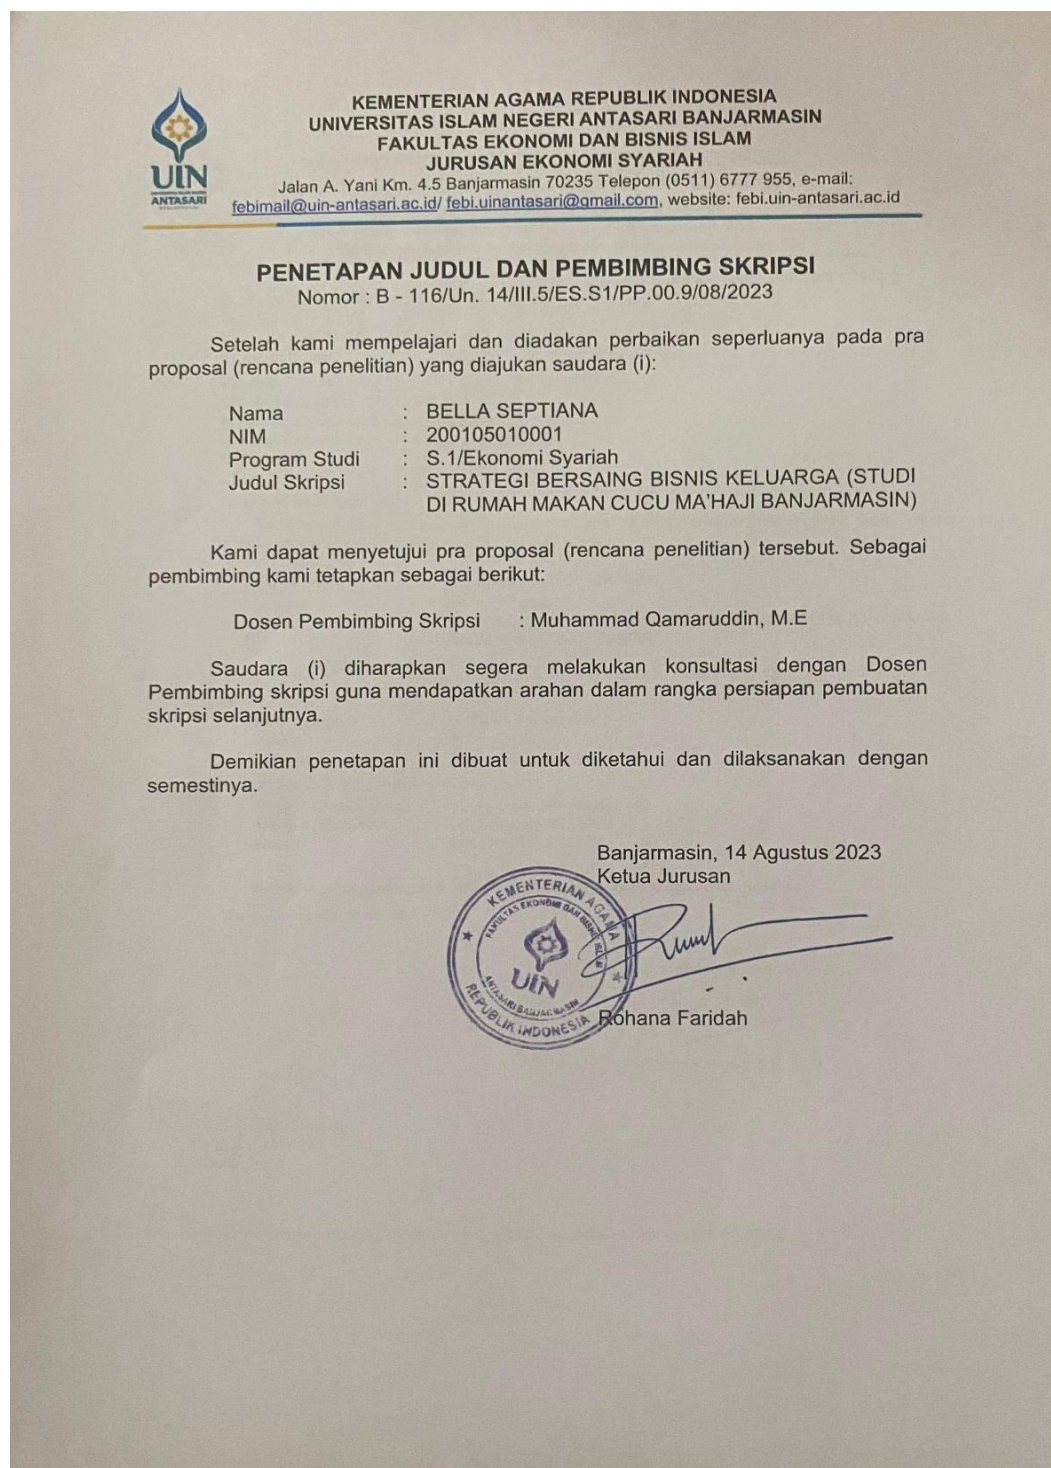 KEMENTERIAN AGAMA REPUBLIK INDONESIA
UNIVERSITAS ISLAM NEGERI ANTASARI BANJARMASIN
FAKULTAS EKONOMI DAN BISNIS ISLAM
JURUSAN EKONOMI SYARIAH
Jalan A. Yani Km. 4.5 Banjarmasin 70235 Telepon (0511) 6777 955, e-mail:
febimail@uin-antasari.ac.id/ febi.uinantasari@gmail.com, website: febi.uin-antasari.ac.id
UIN
ANTASARI
PENETAPAN JUDUL DAN PEMBIMBING SKRIPSI
Nomor : B - 116/Un. 14/III.5/ES.S1/PP.00.9/08/2023
Setelah kami mempelajari dan diadakan perbaikan seperluanya pada pra
proposal (rencana penelitian) yang diajukan saudara (i):
Nama : BELLA SEPTIANA
NIM : 200105010001
Program Studi : S.1/Ekonomi Syariah
Judul Skripsi : STRATEGI BERSAING BISNIS KELUARGA (STUDI
DI RUMAH MAKAN CUCU MA'HAJI BANJARMASIN)
Kami dapat menyetujui pra proposal (rencana penelitian) tersebut. Sebagai
pembimbing kami tetapkan sebagai berikut:
Dosen Pembimbing Skripsi : Muhammad Qamaruddin, M.E
Saudara (i) diharapkan segera melakukan konsultasi dengan Dosen
Pembimbing skripsi guna mendapatkan arahan dalam rangka persiapan pembuatan
skripsi selanjutnya.
Demikian penetapan ini dibuat untuk diketahui dan dilaksanakan dengan
semestinya.
Banjarmasin, 14 Agustus 2023
Ketua Jurusan
KEMENTERIAN AGAMA
FAKULTAS EKONOMI DAN BISNIS ISLAM
UIN
ANTASARI BANJARMASIN
REPUBLIK INDONESIA
Rohana Faridah